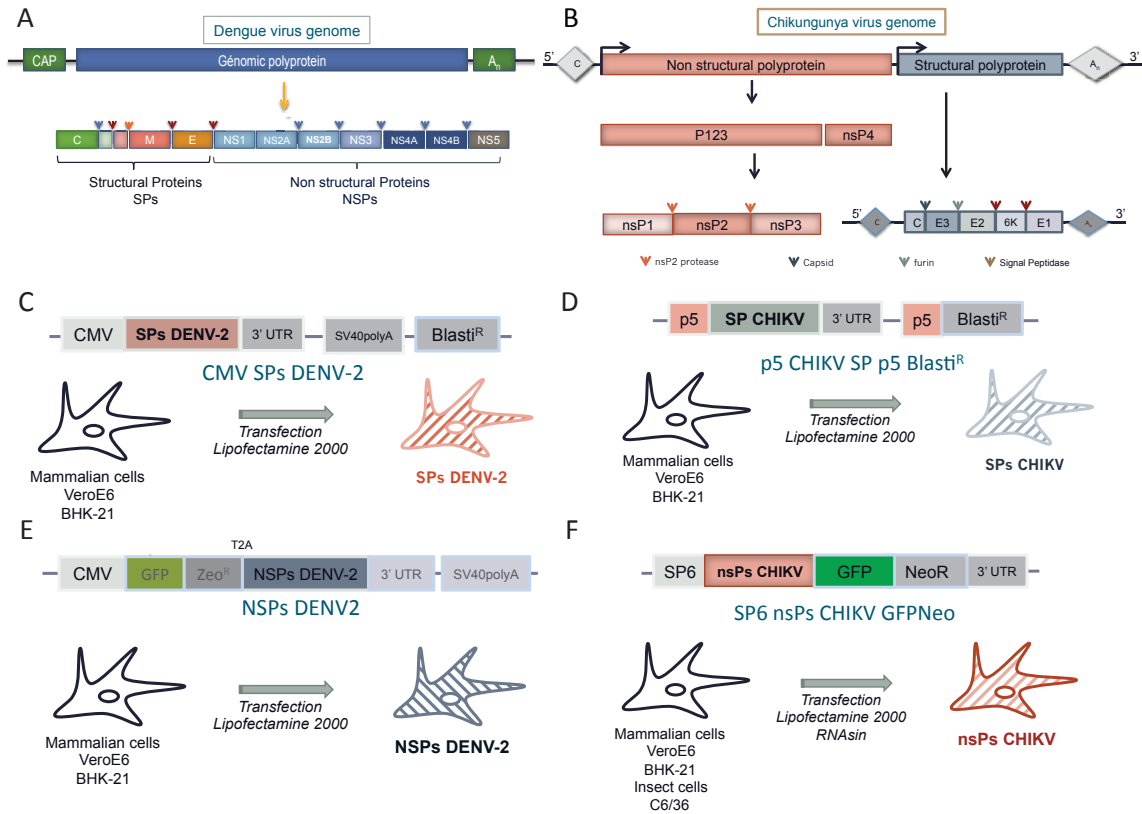 A
Dengue virus genome
CAP
Génomic polyprotein
An
C
M
E
NS1
NS2A
NS2B
NS3
NS4A
NS4B
NS5
Structural Proteins
SPs
Non structural Proteins
NSPs
B
Chikungunya virus genome
5’
C
Non structural polyprotein
Structural polyprotein
An
3’
P123
nsP4
nsP1
nsP2
nsP3
5’
C
C
E3
E2
6K
E1
An
3’
nsP2 protease
Capsid
furin
Signal Peptidase
C
CMV
SPs DENV-2
3’ UTR
SV40polyA
BlastiR
CMV SPs DENV-2
Transfection
Lipofectamine 2000
Mammalian cells
VeroE6
BHK-21
SPs DENV-2
D
p5
SP CHIKV
3’ UTR
p5
BlastiR
p5 CHIKV SP p5 BlastiR
Transfection
Lipofectamine 2000
Mammalian cells
VeroE6
BHK-21
SPs CHIKV
E
T2A
CMV
GFP
ZeoR
NSPs DENV-2
3’ UTR
SV40polyA
NSPs DENV2
Transfection
Lipofectamine 2000
Mammalian cells
VeroE6
BHK-21
NSPs DENV-2
F
SP6
nsPs CHIKV
GFP
NeoR
3’ UTR
SP6 nsPs CHIKV GFPNeo
Transfection
Lipofectamine 2000
RNAsin
Mammalian cells
VeroE6
BHK-21
Insect cells
C6/36
nsPs CHIKV